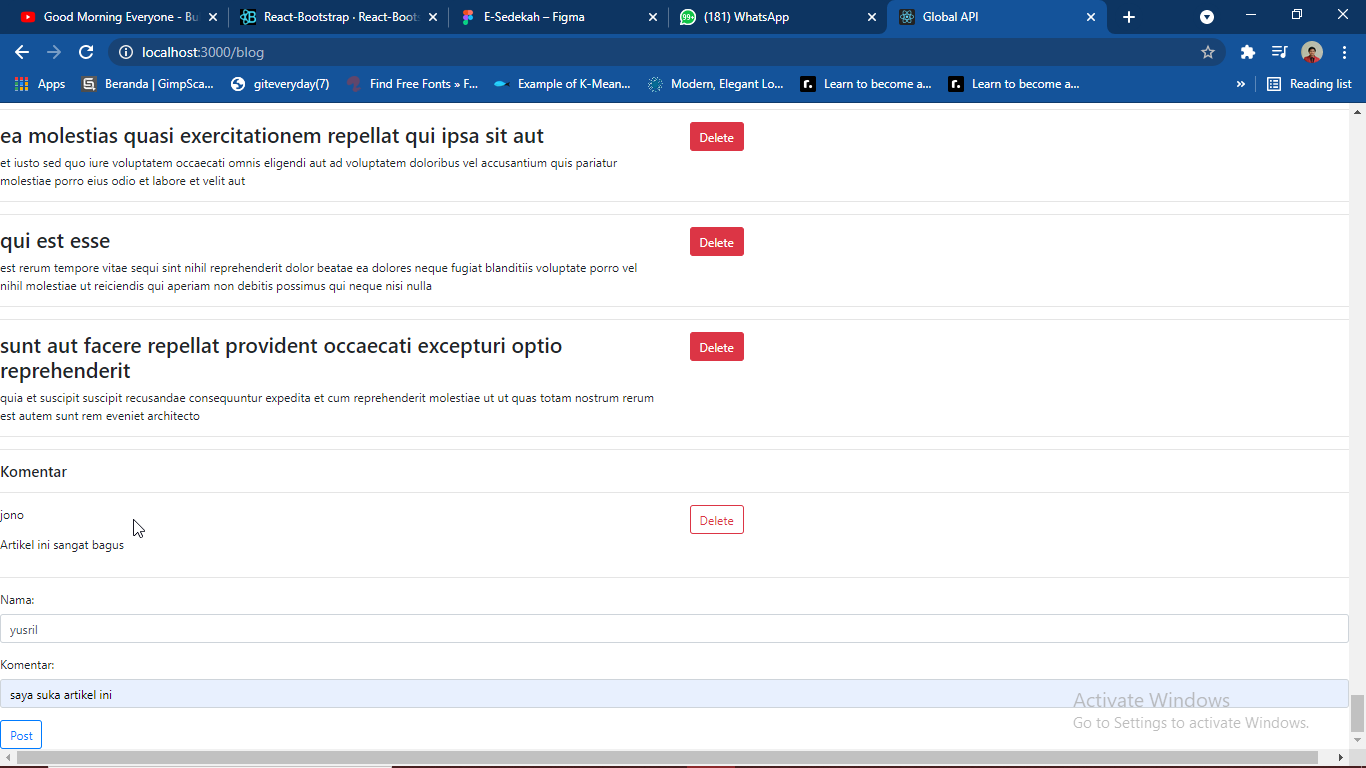 Good Morning Everyone - Bu
React-Bootstrap · React-Boots
E-Sedekah – Figma
99+
(181) WhatsApp
Global API
localhost:3000/blog
Apps
Beranda | GimpSca...
giteveryday(7)
Find Free Fonts » F...
Example of K-Mean...
Modern, Elegant Lo...
r.
Learn to become a...
r.
Learn to become a...
»
Reading list
ea molestias quasi exercitationem repellat qui ipsa sit aut
Delete
et iusto sed quo iure voluptatem occaecati omnis eligendi aut ad voluptatem doloribus vel accusantium quis pariatur
molestiae porro eius odio et labore et velit aut
qui est esse
Delete
est rerum tempore vitae sequi sint nihil reprehenderit dolor beatae ea dolores neque fugiat blanditiis voluptate porro vel
nihil molestiae ut reiciendis qui aperiam non debitis possimus qui neque nisi nulla
sunt aut facere repellat provident occaecati excepturi optio
reprehenderit
Delete
quia et suscipit suscipit recusandae consequuntur expedita et cum reprehenderit molestiae ut ut quas totam nostrum rerum
est autem sunt rem eveniet architecto
Komentar
jono
Delete
Artikel ini sangat bagus
Nama:
yusril
Komentar:
saya suka artikel ini
Post
Activate Windows
Go to Settings to activate Windows.